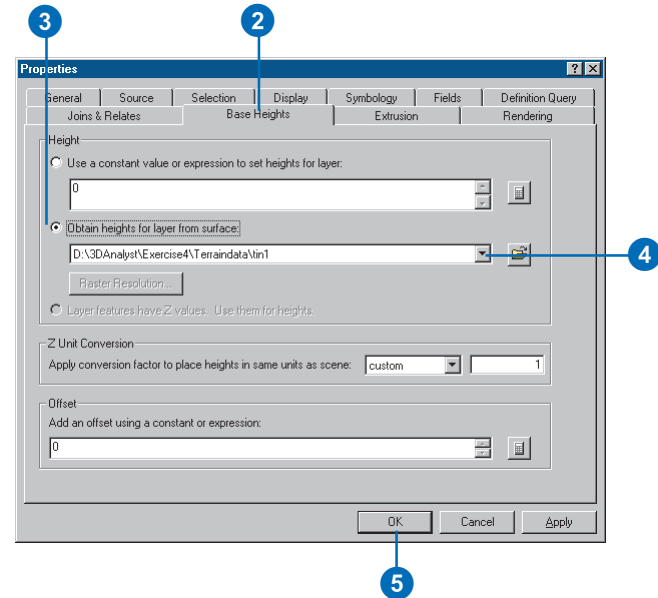 3
2
Properties
General Source Selection Display Symbology Fields Definition Query
Joins & Relates Base Heights Extrusion Rendering
Height
Use a constant value or expression to set heights for layer:
0
Obtain heights for layer from surface:
D:\3DAnalyst\Exercise4\Terraindata\tin1
4
Raster Resolution...
Layer features have Z values. Use them for heights.
Z Unit Conversion
Apply conversion factor to place heights in same units as scene: custom 1
Offset
Add an offset using a constant or expression:
0
OK Cancel Apply
5